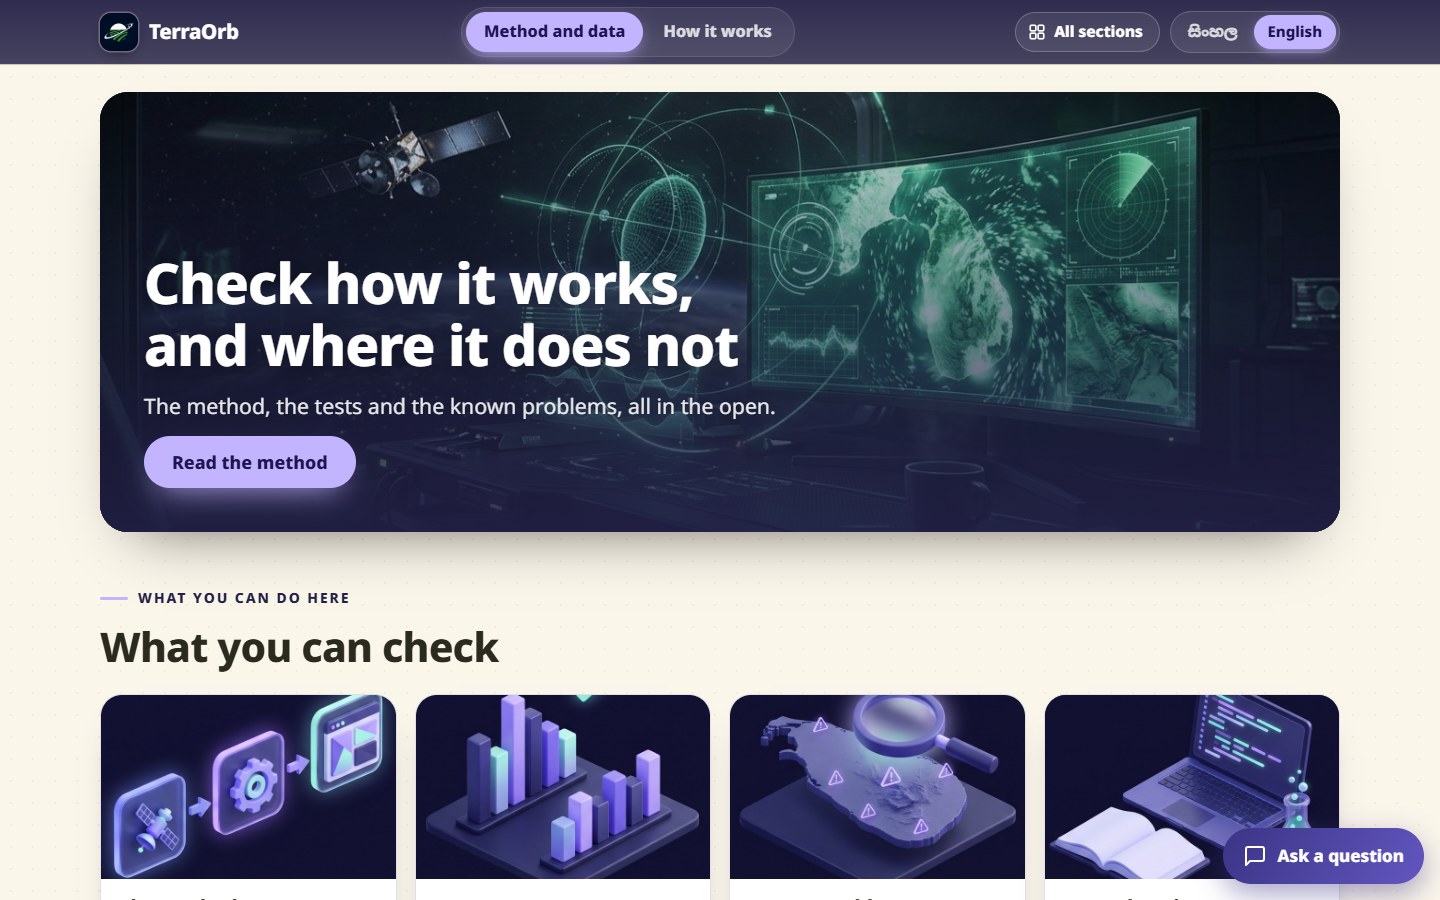 TerraOrb
Method and data
How it works
All sections
සිංහල
English
Check how it works,
and where it does not
The method, the tests and the known problems, all in the open.
Read the method
WHAT YOU CAN DO HERE
What you can check
Ask a question